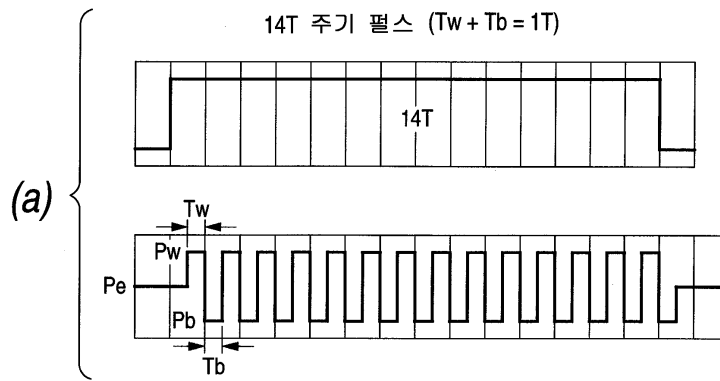 14T 주기 펄스 (Tw + Tb = 1T)
14T
(a)
Tw
Pw
Pe
Pb
Tb